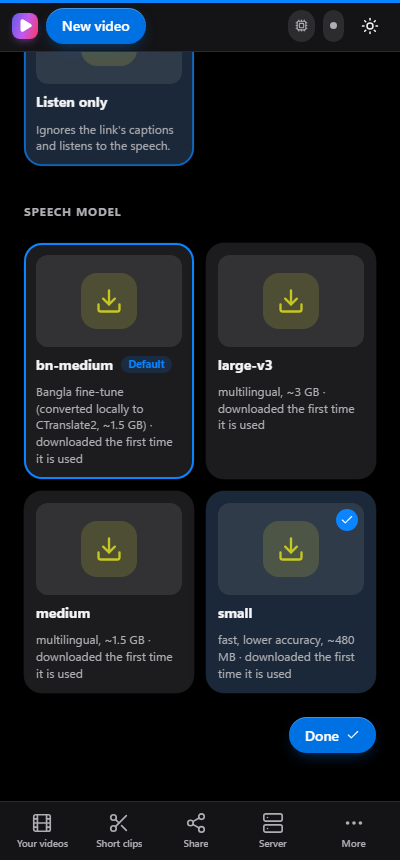 New video
Listen only
Ignores the link's captions
and listens to the speech.
SPEECH MODEL
bn-medium Default
Bangla fine-tune
(converted locally to
CTranslate2, ~1.5 GB) ·
downloaded the first time
it is used
large-v3
multilingual, ~3 GB ·
downloaded the first time
it is used
medium
multilingual, ~1.5 GB ·
downloaded the first time
it is used
small
fast, lower accuracy, ~480
MB · downloaded the first
time it is used
Done
Your videos
Short clips
Share
Server
More